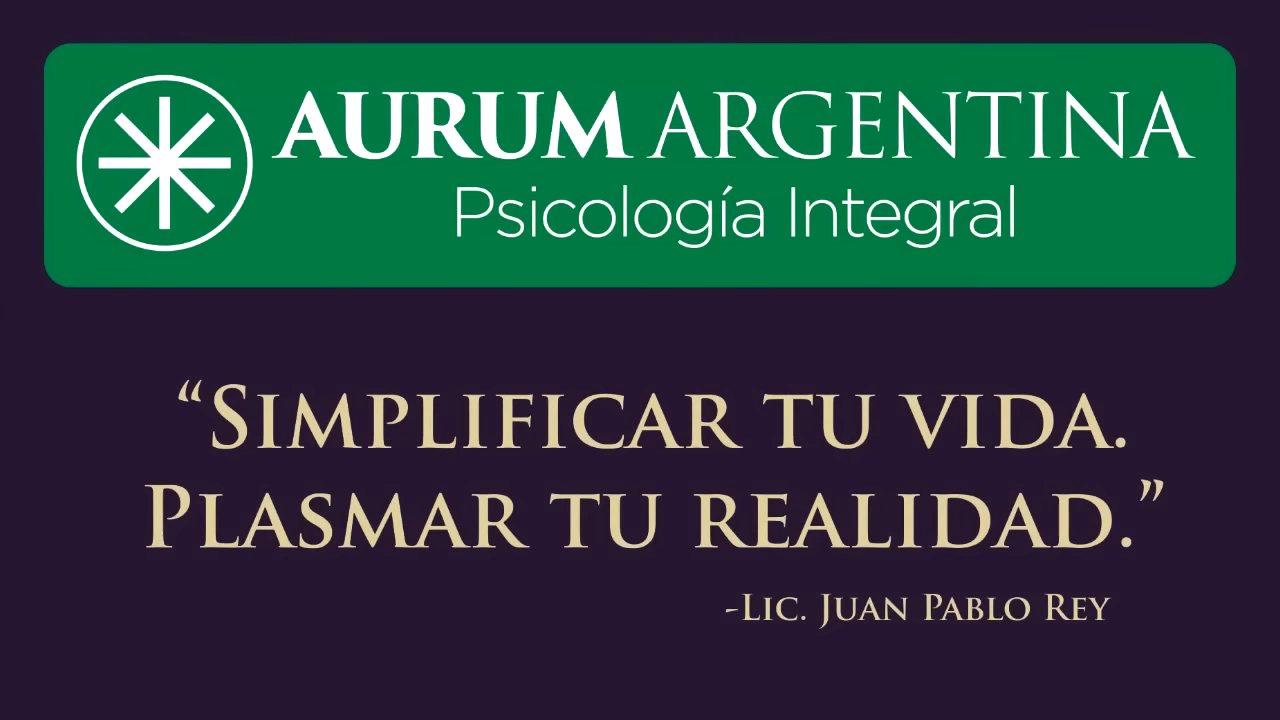 AURUM ARGENTINA
Psicología Integral
“SIMPLIFICAR TU VIDA.
PLASMAR TU REALIDAD.”
-LIC. JUAN PABLO REY